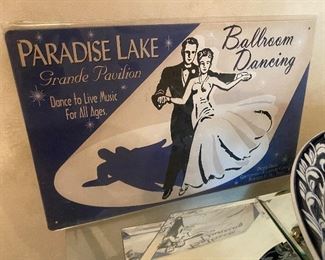 PARADISE LAKE
Grande Pavilion
Dance to Live Music
For All Ages.
Ballroom
Dancing